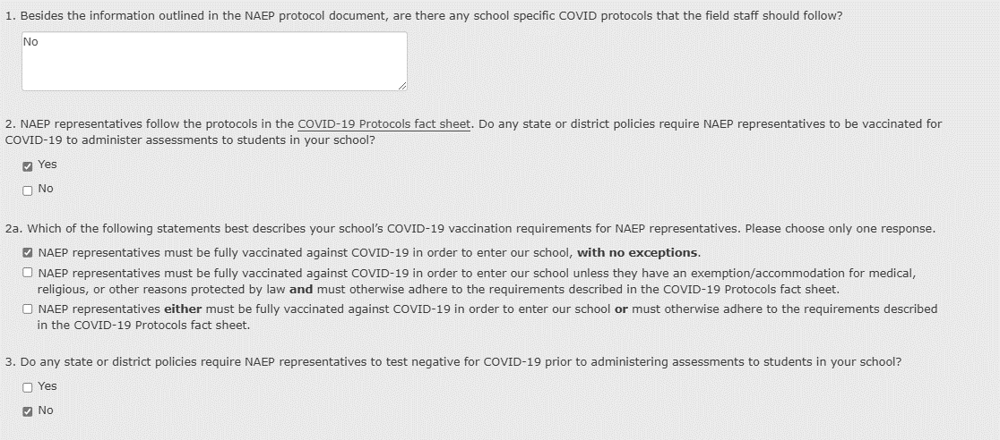 1. Besides the information outlined in the NAEP protocol document, are there any school specific COVID protocols that the field staff should follow?
No
2. NAEP representatives follow the protocols in the COVID-19 Protocols fact sheet. Do any state or district policies require NAEP representatives to be vaccinated for
COVID-19 to administer assessments to students in your school?
Yes
No
2a. Which of the following statements best describes your school's COVID-19 vaccination requirements for NAEP representatives. Please choose only one response.
NAEP representatives must be fully vaccinated against COVID-19 in order to enter our school, with no exceptions.
NAEP representatives must be fully vaccinated against COVID-19 in order to enter our school unless they have an exemption/accommodation for medical,
religious, or other reasons protected by law and must otherwise adhere to the requirements described in the COVID-19 Protocols fact sheet.
NAEP representatives either must be fully vaccinated against COVID-19 in order to enter our school or must otherwise adhere to the requirements described
in the COVID-19 Protocols fact sheet.
3. Do any state or district policies require NAEP representatives to test negative for COVID-19 prior to administering assessments to students in your school?
Yes
No